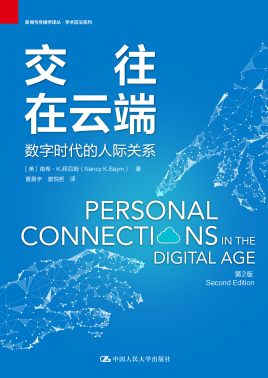 新闻与传播学译丛·学术前沿系列
交往
在云端
数字时代的人际关系
[美] 南希·K.拜厄姆（Nancy K.Baym） 著
董晨宇 唐悦哲 译
PERSONAL
CONNECTIONS IN THE
DIGITAL AGE
第2版
Second Edition
中国人民大学出版社